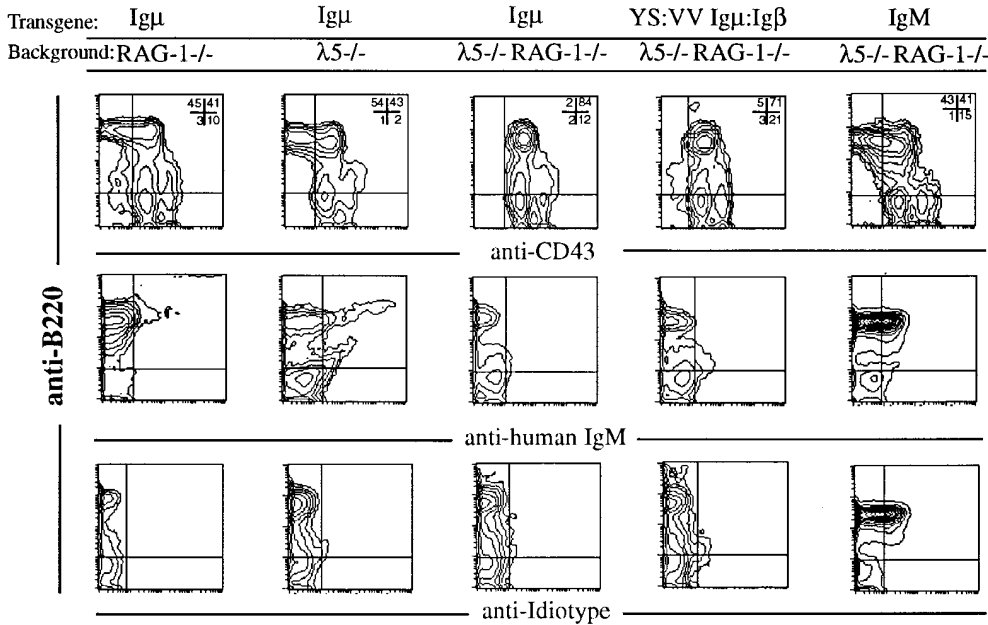 Transgene: Igμ Igμ Igμ YS:VV Igμ:Igβ IgM
Background: RAG-1-/- λ5-/- λ5-/- RAG-1-/- λ5-/- RAG-1-/- λ5-/- RAG-1-/-
45 41 54 43 2 84 5 71 43 41
3 10 1 2 2 12 3 21 1 15
anti-CD43
anti-B220
anti-human IgM
anti-Idiotype